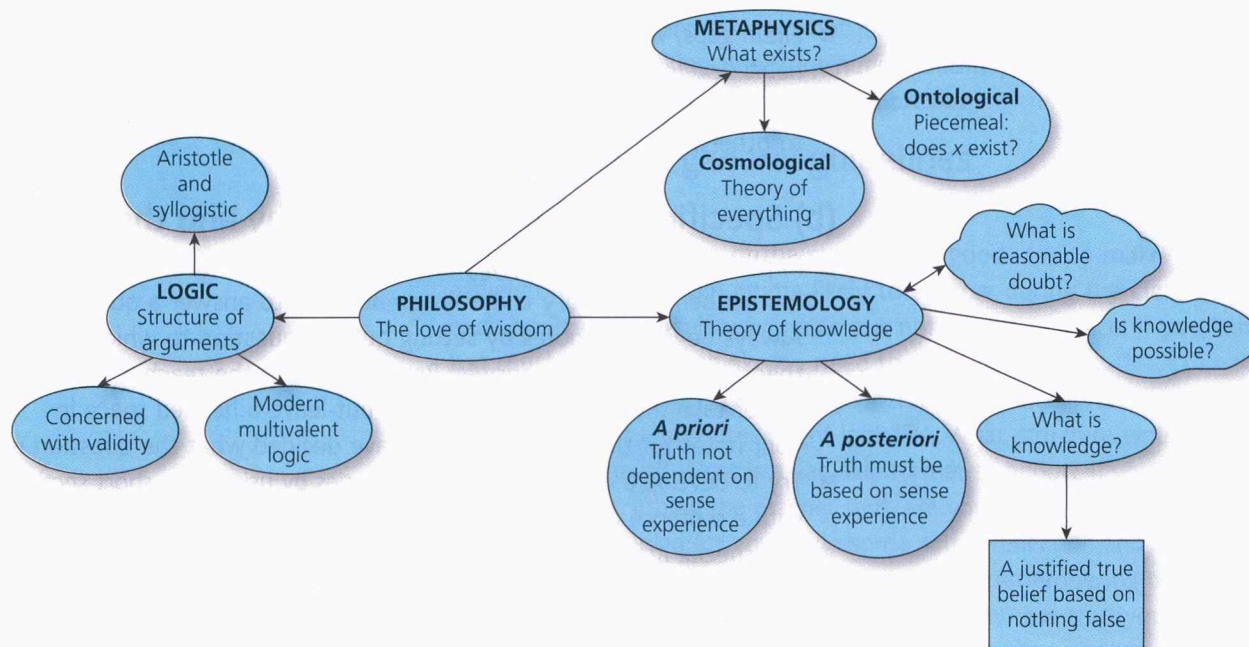 METAPHYSICS
What exists?
Ontological
Piecemeal:
does x exist?
Cosmological
Theory of
everything
Aristotle
and
syllogistic
What is
reasonable
doubt?
LOGIC
Structure of
arguments
PHILOSOPHY
The love of wisdom
EPISTEMOLOGY
Theory of knowledge
Is knowledge
possible?
Concerned
with validity
Modern
multivalent
logic
A priori
Truth not
dependent on
sense
experience
A posteriori
Truth must be
based on sense
experience
What is
knowledge?
A justified true
belief based on
nothing false